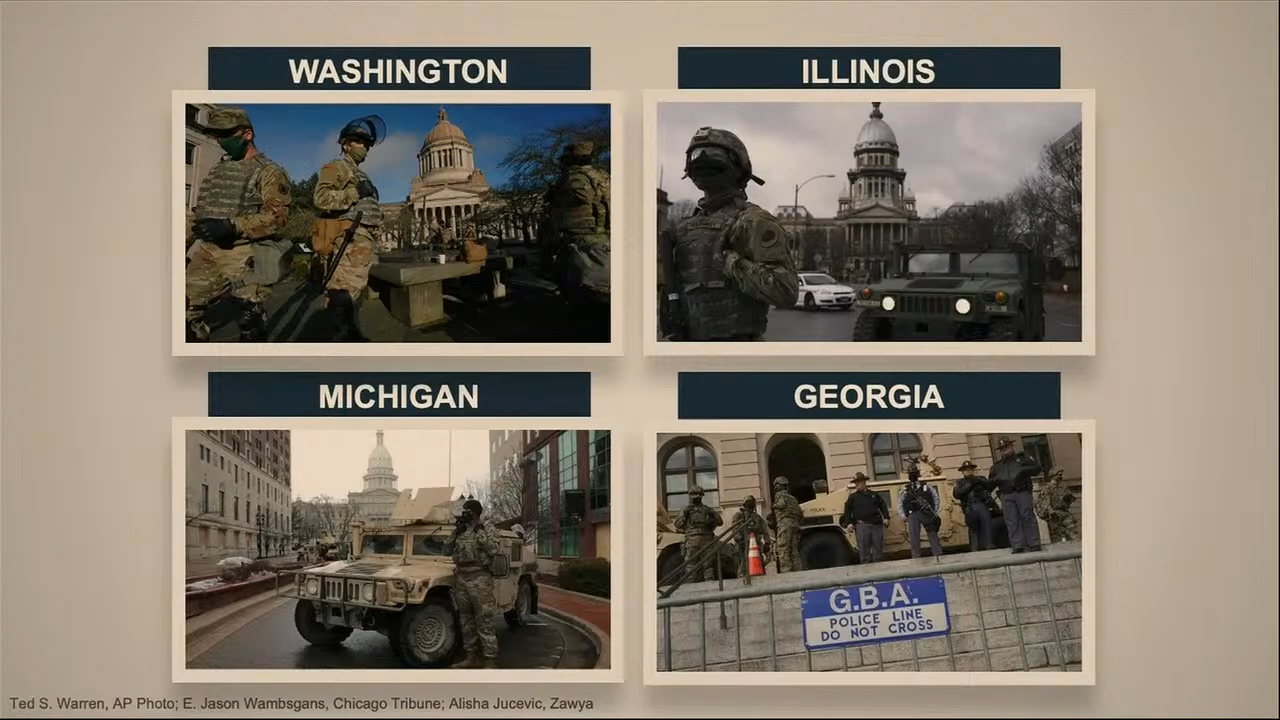 WASHINGTON
ILLINOIS
MICHIGAN
GEORGIA
G.B.A.
POLICE LINE
DO NOT CROSS
Ted S. Warren, AP Photo; E. Jason Wambsgans, Chicago Tribune; Alisha Jucevic, Zawya